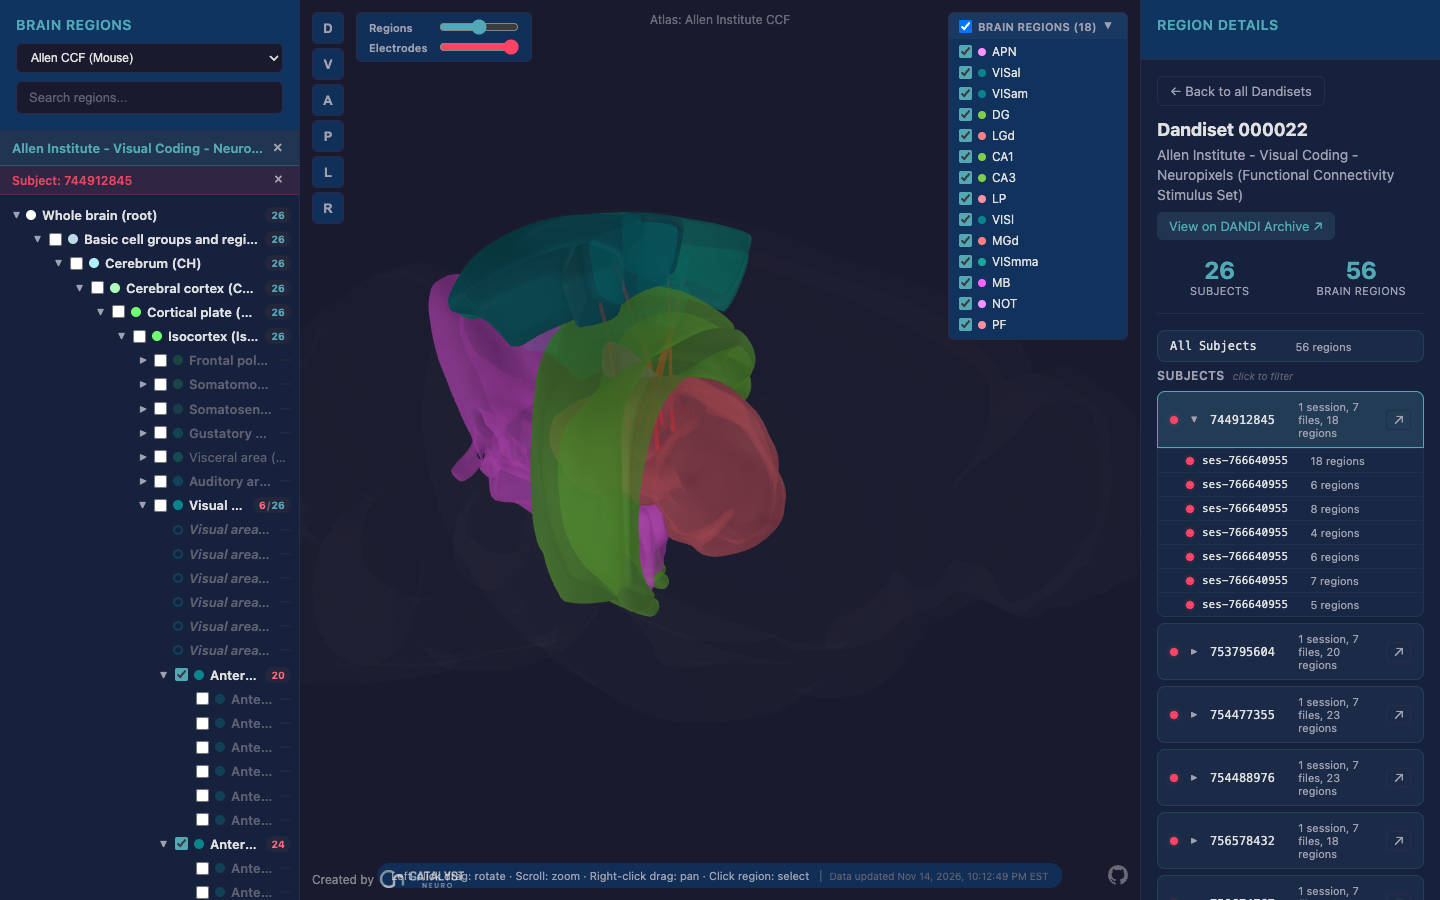 BRAIN REGIONS
Allen CCF (Mouse)
Search regions...
Allen Institute - Visual Coding - Neuro... ×
Subject: 744912845 ×
Whole brain (root) 26
Basic cell groups and regi... 26
Cerebrum (CH) 26
Cerebral cortex (C... 26
Cortical plate (... 26
Isocortex (Is... 26
Frontal pol... —
Somatomo... —
Somatosen... —
Gustatory ... —
Visceral area (...
Auditory ar... —
Visual ... 6/26
Visual area... —
Visual area... —
Visual area... —
Visual area... —
Visual area... —
Visual area... —
Anter... 20
Ante... —
Ante... —
Ante... —
Ante... —
Ante... —
Ante... —
Anter... 24
Ante... —
Ante... —
D
V
A
P
L
R
Regions
Electrodes
Atlas: Allen Institute CCF
BRAIN REGIONS (18)
APN
VISal
VISam
DG
LGd
CA1
CA3
LP
VISl
MGd
VISmma
MB
NOT
PF
Created by CATALYST
NEURO
Left-click drag: rotate · Scroll: zoom · Right-click drag: pan · Click region: select | Data updated Nov 14, 2026, 10:12:49 PM EST
REGION DETAILS
← Back to all Dandisets
Dandiset 000022
Allen Institute - Visual Coding -
Neuropixels (Functional Connectivity
Stimulus Set)
View on DANDI Archive ↗
26 56
SUBJECTS BRAIN REGIONS
All Subjects 56 regions
SUBJECTS click to filter
744912845 1 session, 7
files, 18
regions
ses-766640955 18 regions
ses-766640955 6 regions
ses-766640955 8 regions
ses-766640955 4 regions
ses-766640955 6 regions
ses-766640955 7 regions
ses-766640955 5 regions
753795604 1 session, 7
files, 20
regions
754477355 1 session, 7
files, 23
regions
754488976 1 session, 7
files, 23
regions
756578432 1 session, 7
files, 18
regions
1 session, 7